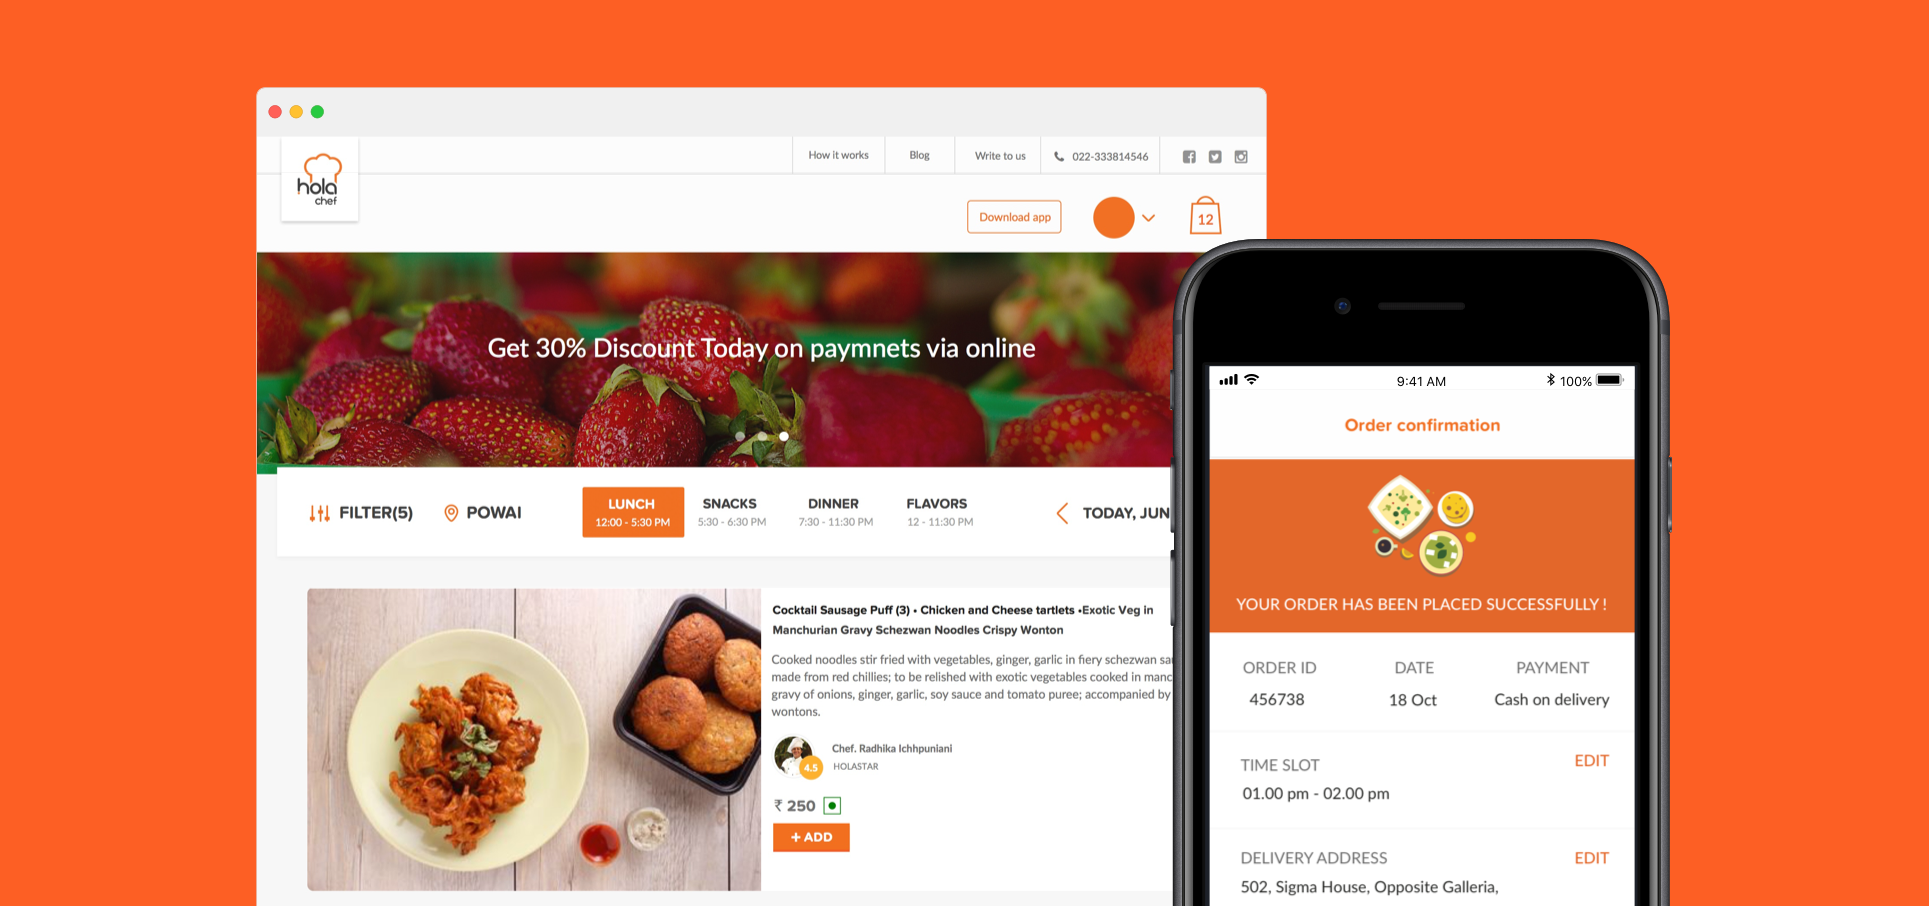 How it works
Blog
Write to us
022-333814546
hola
chef
Download app
12
Get 30% Discount Today on paymnets via online
FILTER(5)
POWAI
LUNCH
12:00 - 5:30 PM
SNACKS
5:30 - 6:30 PM
DINNER
7:30 - 11:30 PM
FLAVORS
12 - 11:30 PM
TODAY, JUN
Cocktail Sausage Puff (3) • Chicken and Cheese tartlets •Exotic Veg in
Manchurian Gravy Schezwan Noodles Crispy Wonton
Cooked noodles stir fried with vegetables, ginger, garlic in fiery schezwan sau
made from red chillies; to be relished with exotic vegetables cooked in manc
gravy of onions, ginger, garlic, soy sauce and tomato puree; accompanied by
wontons.
4.5
Chef. Radhika Ichhpuniani
HOLASTAR
₹ 250
+ ADD
9:41 AM
100%
Order confirmation
YOUR ORDER HAS BEEN PLACED SUCCESSFULLY !
ORDER ID
456738
DATE
18 Oct
PAYMENT
Cash on delivery
TIME SLOT
EDIT
01.00 pm - 02.00 pm
DELIVERY ADDRESS
EDIT
502, Sigma House, Opposite Galleria,